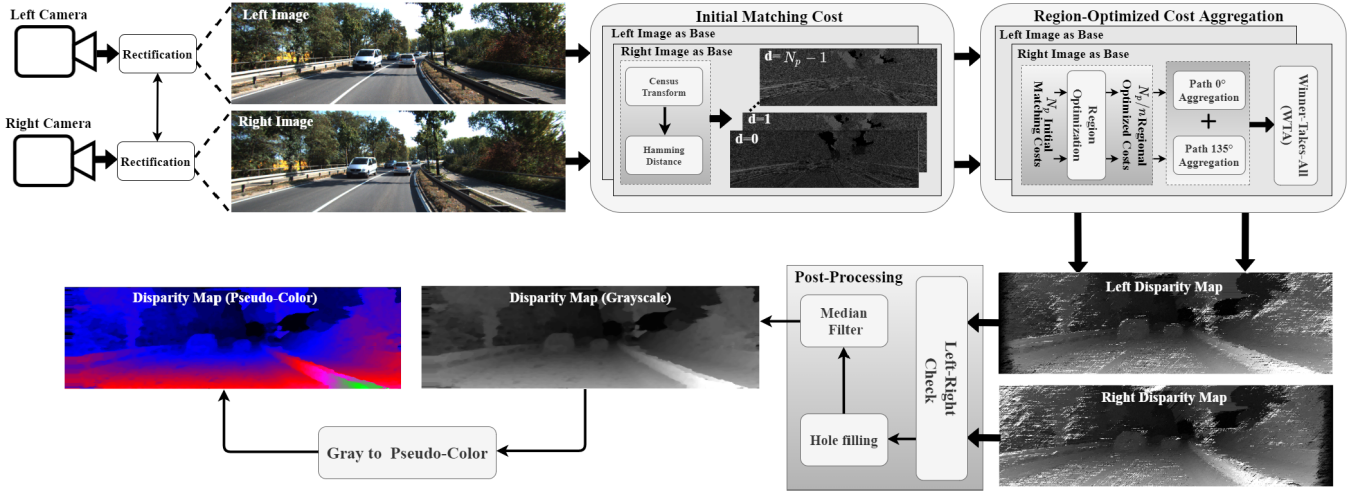 Left Camera
Rectification
Right Camera
Rectification
Left Image
Right Image
Initial Matching Cost
Left Image as Base
Right Image as Base
Census
Transform
Hamming
Distance
d= N_p − 1
d=1
d=0
Region-Optimized Cost Aggregation
Left Image as Base
Right Image as Base
N_p Initial
Matching Costs
Region
Optimization
N_p/n Regional
Optimized Costs
Path 0°
Aggregation
+
Path 135°
Aggregation
Winner-Takes-All
(WTA)
Left Disparity Map
Right Disparity Map
Post-Processing
Left-Right
Check
Hole filling
Median
Filter
Disparity Map (Grayscale)
Gray to Pseudo-Color
Disparity Map (Pseudo-Color)